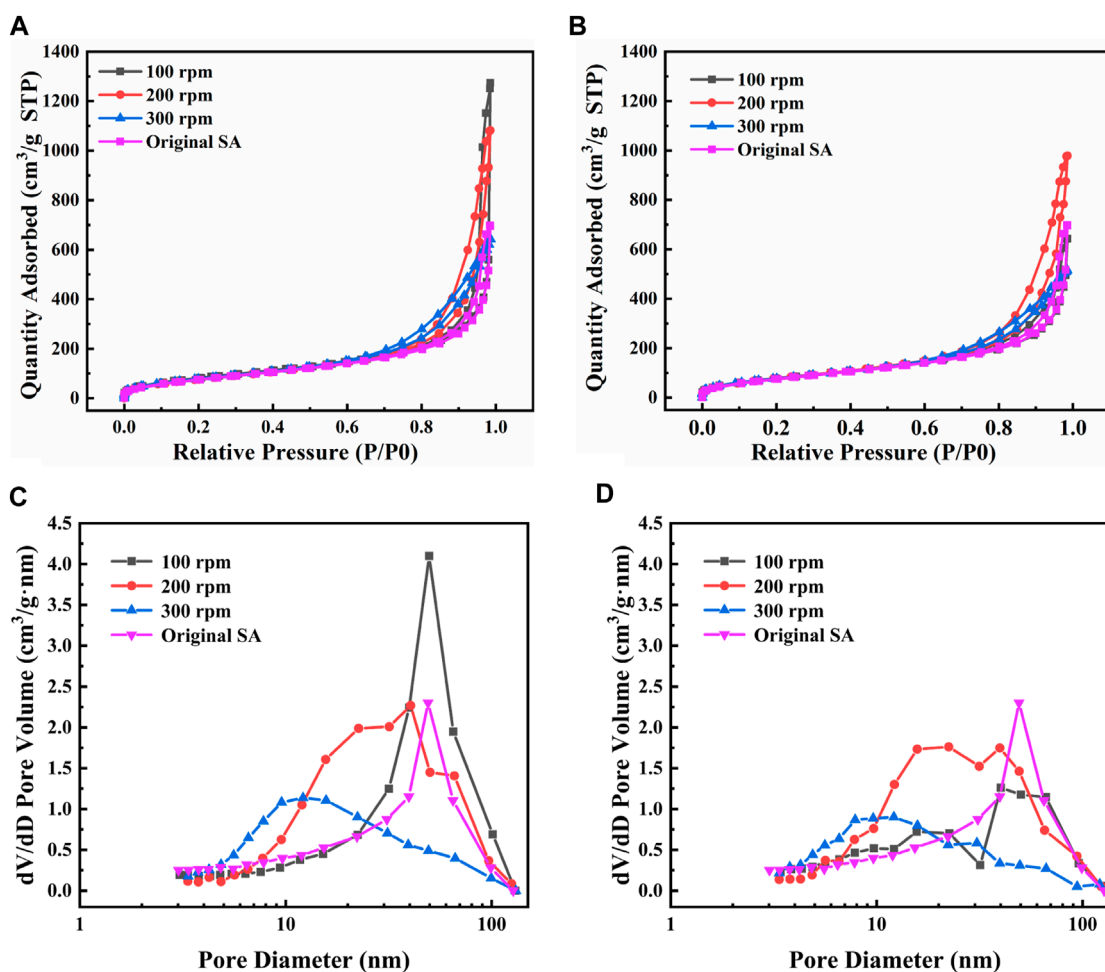 A
Quantity Adsorbed (cm³/g STP)
1400
1200
1000
800
600
400
200
0
100 rpm
200 rpm
300 rpm
Original SA
0.0 0.2 0.4 0.6 0.8 1.0
Relative Pressure (P/P0)
B
Quantity Adsorbed (cm³/g STP)
1400
1200
1000
800
600
400
200
0
100 rpm
200 rpm
300 rpm
Original SA
0.0 0.2 0.4 0.6 0.8 1.0
Relative Pressure (P/P0)
C
dV/dD Pore Volume (cm³/g·nm)
4.5
4.0
3.5
3.0
2.5
2.0
1.5
1.0
0.5
0.0
100 rpm
200 rpm
300 rpm
Original SA
1 10 100
Pore Diameter (nm)
D
dV/dD Pore Volume (cm³/g·nm)
4.5
4.0
3.5
3.0
2.5
2.0
1.5
1.0
0.5
0.0
100 rpm
200 rpm
300 rpm
Original SA
1 10 100
Pore Diameter (nm)